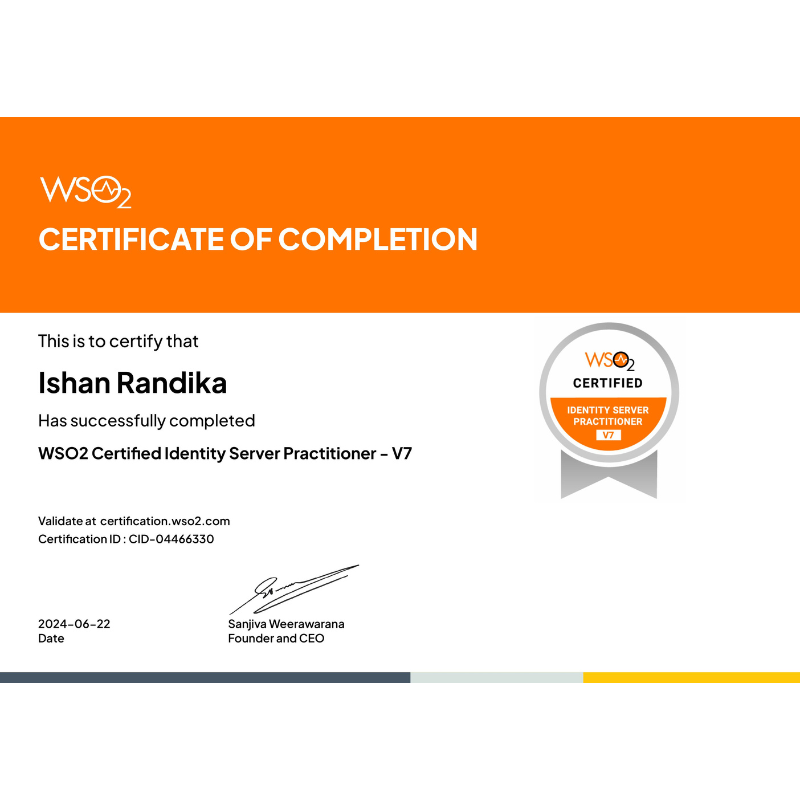 WSO2
CERTIFICATE OF COMPLETION
This is to certify that
Ishan Randika
Has successfully completed
WSO2 Certified Identity Server Practitioner - V7
WSO2
CERTIFIED
IDENTITY SERVER
PRACTITIONER
V7
Validate at certification.wso2.com
Certification ID : CID-04466330
2024-06-22
Date
Sanjiva Weerawarana
Founder and CEO